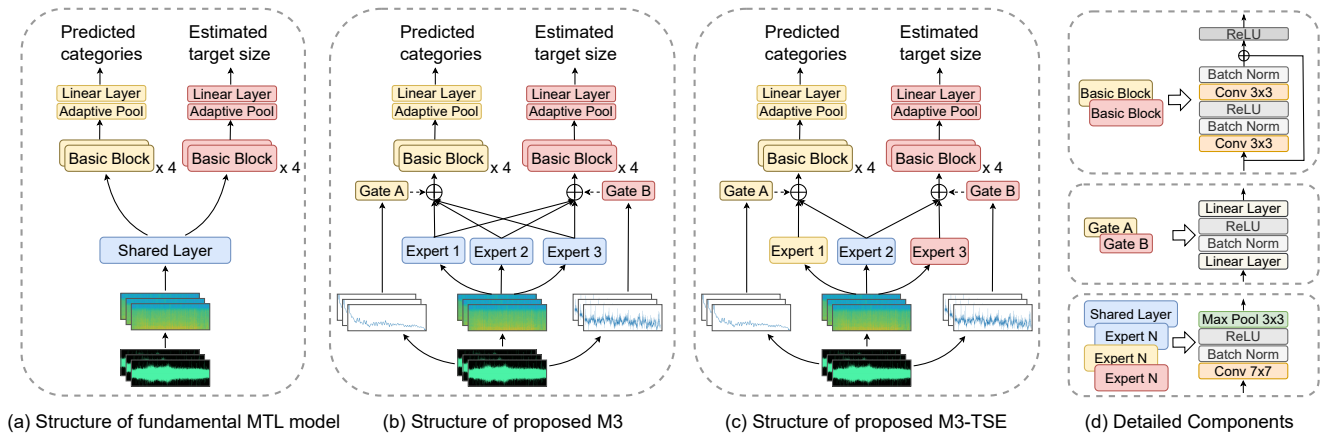 Predicted
categories
Estimated
target size
Linear Layer
Linear Layer
Adaptive Pool
Adaptive Pool
Basic Block
x 4
Basic Block
x 4
Shared Layer
(a) Structure of fundamental MTL model
Predicted
categories
Estimated
target size
Linear Layer
Linear Layer
Adaptive Pool
Adaptive Pool
Basic Block
x 4
Basic Block
x 4
Gate A
Gate B
Expert 1
Expert 2
Expert 3
(b) Structure of proposed M3
Predicted
categories
Estimated
target size
Linear Layer
Linear Layer
Adaptive Pool
Adaptive Pool
Basic Block
x 4
Basic Block
x 4
Gate A
Gate B
Expert 1
Expert 2
Expert 3
(c) Structure of proposed M3-TSE
Basic Block
Basic Block
ReLU
Batch Norm
Conv 3x3
ReLU
Batch Norm
Conv 3x3
Gate A
Gate B
Linear Layer
ReLU
Batch Norm
Linear Layer
Shared Layer
Expert N
Expert N
Expert N
Max Pool 3x3
ReLU
Batch Norm
Conv 7x7
(d) Detailed Components